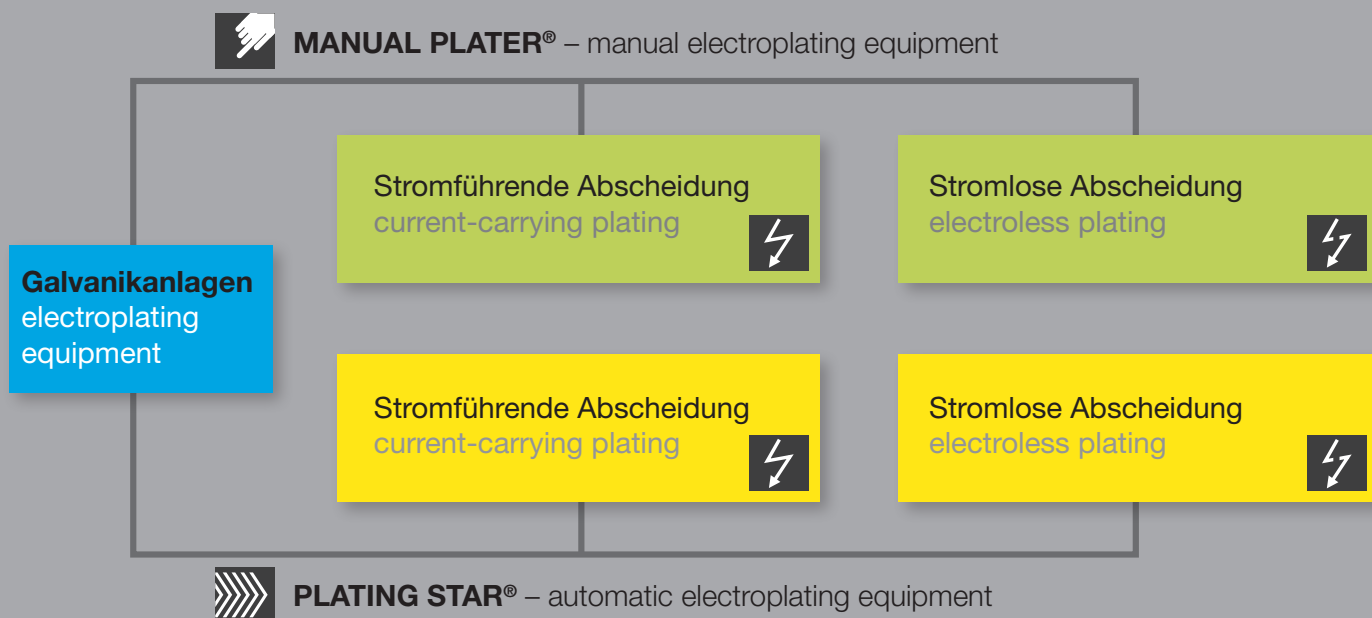 MANUAL PLATER® – manual electroplating equipment
Stromführende Abscheidung
current-carrying plating
Stromlose Abscheidung
electroless plating
Galvanikanlagen
electroplating
equipment
Stromführende Abscheidung
current-carrying plating
Stromlose Abscheidung
electroless plating
PLATING STAR® – automatic electroplating equipment